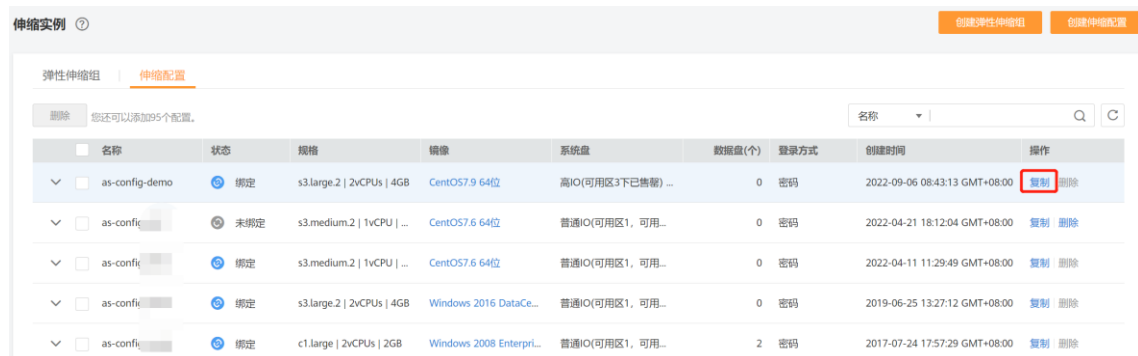 伸缩实例 ?
创建弹性伸缩组 创建伸缩配置
弹性伸缩组 伸缩配置
删除 您还可以添加95个配置。 名称
名称 状态 规格 镜像 系统盘 数据盘(个) 登录方式 创建时间 操作
as-config-demo 绑定 s3.large.2 | 2vCPUs | 4GB CentOS7.9 64位 高IO(可用区3下已售罄) ... 0 密码 2022-09-06 08:43:13 GMT+08:00 复制 删除
as-config 未绑定 s3.medium.2 | 1vCPU | ... CentOS7.6 64位 普通IO(可用区1，可用... 0 密码 2022-04-21 18:12:04 GMT+08:00 复制 删除
as-config 绑定 s3.medium.2 | 1vCPU | ... CentOS7.6 64位 普通IO(可用区1，可用... 0 密码 2022-04-11 11:29:49 GMT+08:00 复制 删除
as-config 绑定 s3.large.2 | 2vCPUs | 4GB Windows 2016 DataCe... 普通IO(可用区1，可用... 0 密码 2019-06-25 13:27:12 GMT+08:00 复制 删除
as-config 绑定 c1.large | 2vCPUs | 2GB Windows 2008 Enterpri... 普通IO(可用区1，可用... 2 密码 2017-07-24 17:57:29 GMT+08:00 复制 删除